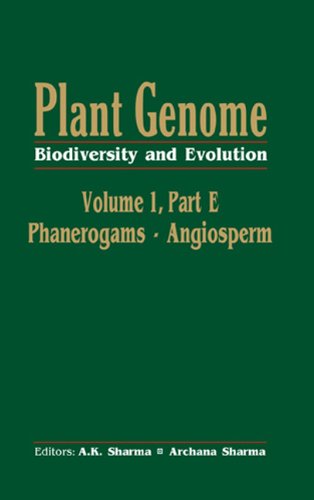 Plant Genome
Biodiversity and Evolution
Volume 1, Part E
Phanerogams - Angiosperm
Editors: A.K. Sharma ▪ Archana Sharma